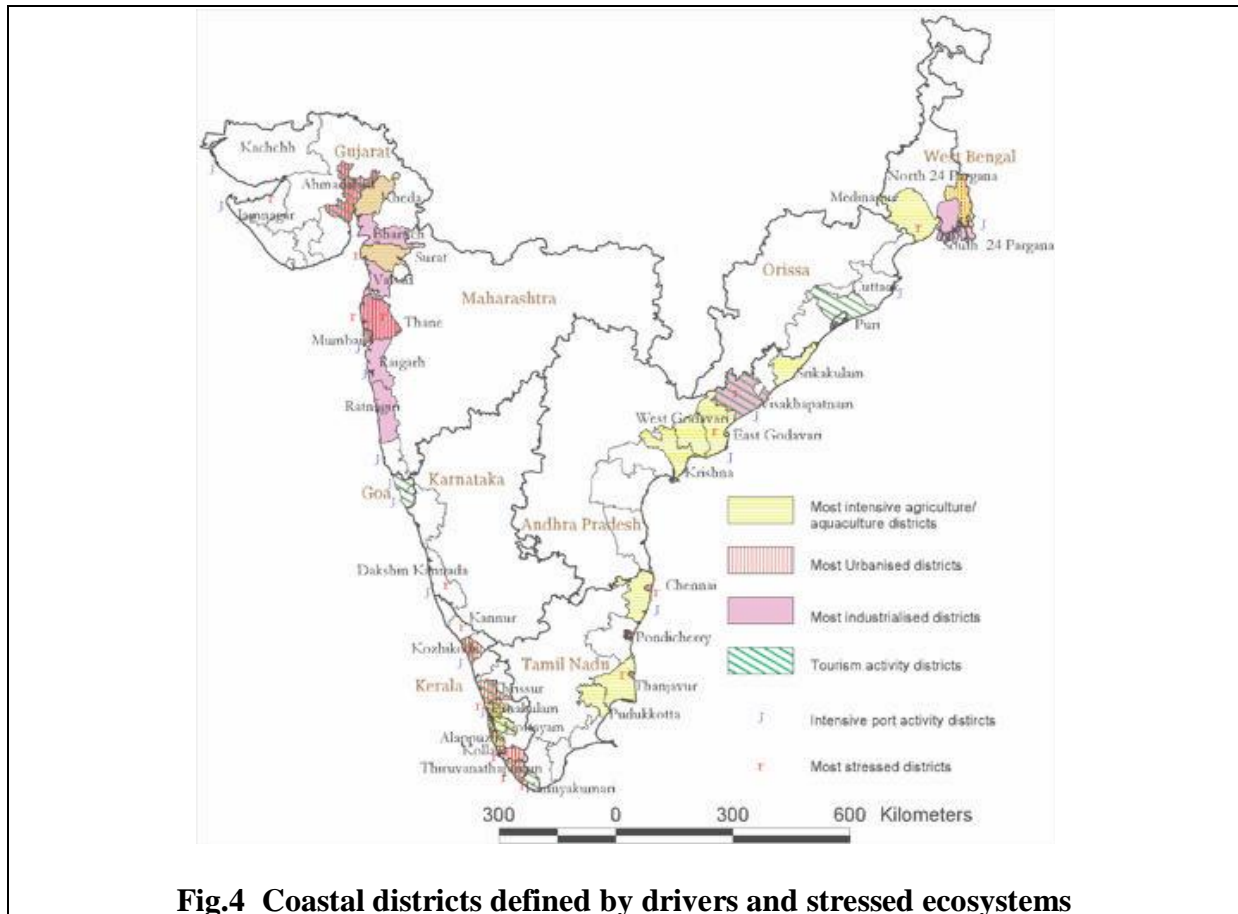 Kachchh
Gujarat
West Bengal
North 24 Pargana
Ahmadabad
Kheda
Medinapur
Jamnagar
J
r
J
r
J
Bharuch
South 24 Pargana
r
Surat
Orissa
Valsad
Cuttack
J
Maharashtra
r
r
Thane
Puri
Mumbai
J
Raigarh
J
Srikakulam
Ratnagiri
r
Visakhapatnam
West Godavari
J
r
East Godavari
J
J
Karnataka
Krishna
J
Goa
J
Most intensive agriculture/
aquaculture districts
Andhra Pradesh
Most Urbanised districts
Dakshin Kannada
r
Chennai
r
J
J
Kannur
Most Industrialised districts
r
Pondicherry
Kozhikode
J
Tamil Nadu
Tourism activity districts
Kerala
Thrissur
r
Thanjavur
r
Ernakulam
Pudukkotta
J
Intensive port activity distircts
Kottayam
Alappuzha
Kollam
r
Most stressed districts
Thiruvanathapuram
r
Kanniyakumari
300 0 300 600 Kilometers
Fig.4 Coastal districts defined by drivers and stressed ecosystems